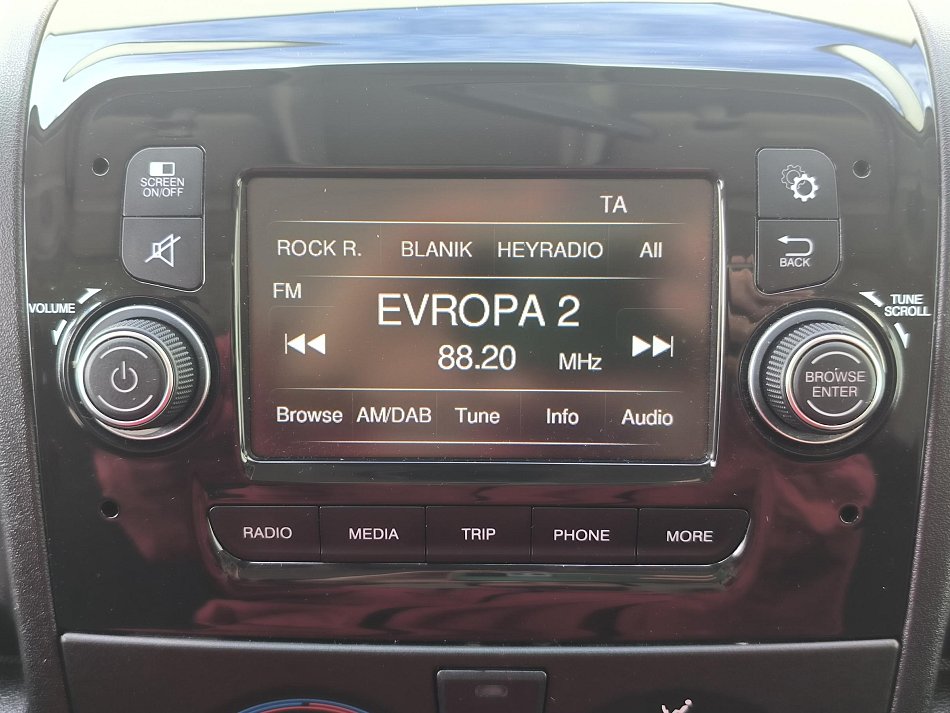 SCREEN
ON/OFF
TA
ROCK R. BLANIK HEYRADIO All
BACK
VOLUME
FM
TUNE
SCROLL
EVROPA 2
88.20 MHz
BROWSE
ENTER
Browse AM/DAB Tune Info Audio
RADIO MEDIA TRIP PHONE MORE